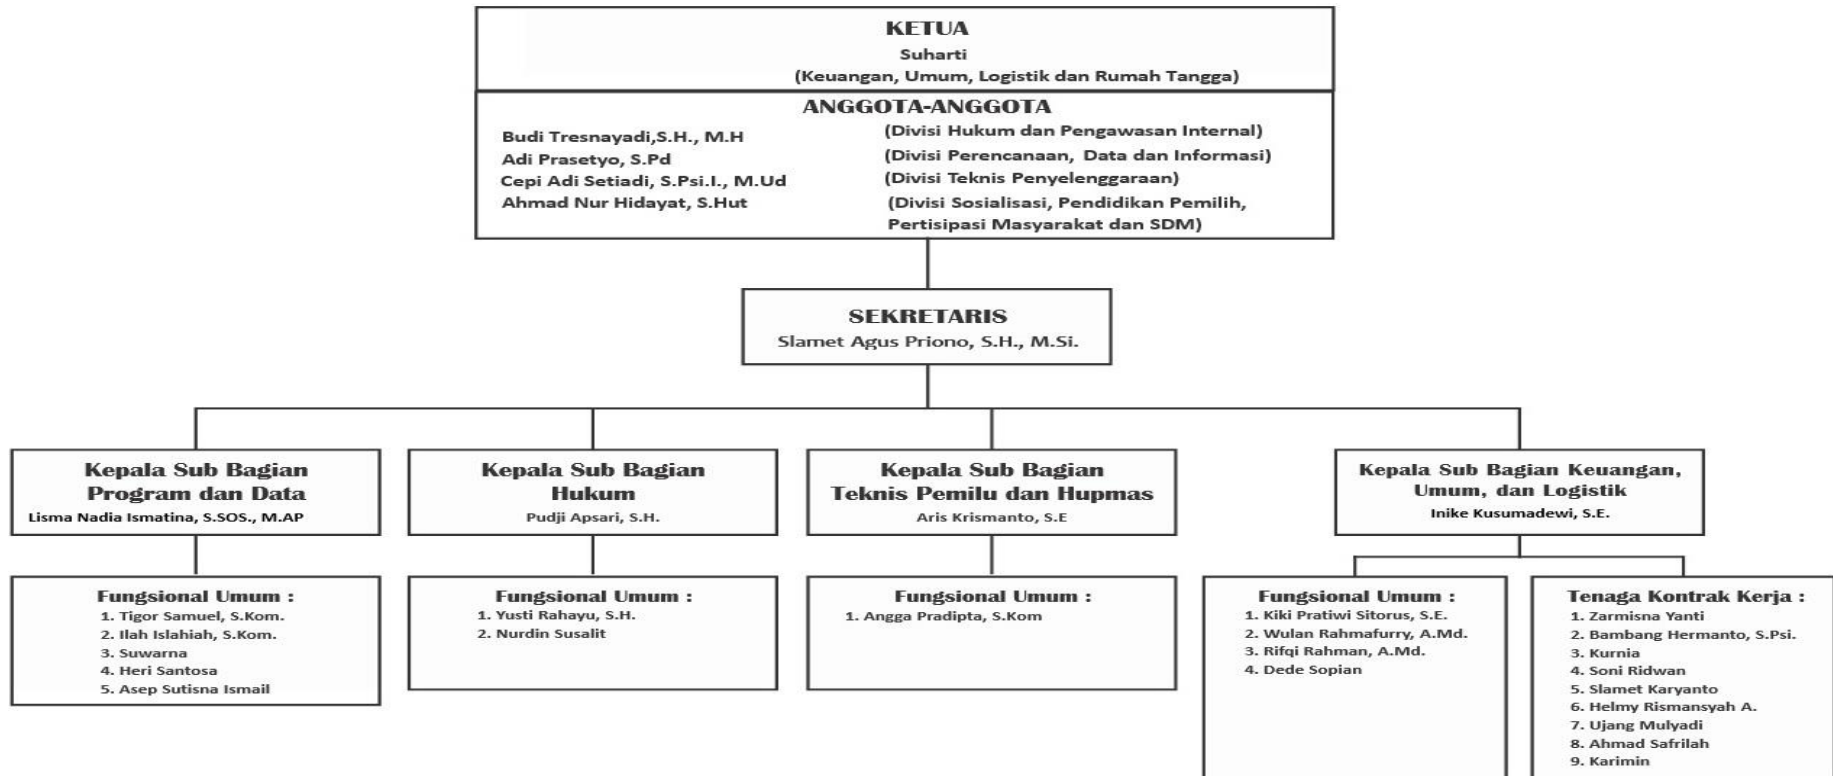 KETUA
Suharti
(Keuangan, Umum, Logistik dan Rumah Tangga)
ANGGOTA-ANGGOTA
Budi Tresnayadi,S.H., M.H (Divisi Hukum dan Pengawasan Internal)
Adi Prasetyo, S.Pd (Divisi Perencanaan, Data dan Informasi)
Cepi Adi Setiadi, S.Psi.I., M.Ud (Divisi Teknis Penyelenggaraan)
Ahmad Nur Hidayat, S.Hut (Divisi Sosialisasi, Pendidikan Pemilih,
Pertisipasi Masyarakat dan SDM)
SEKRETARIS
Slamet Agus Priono, S.H., M.Si.
Kepala Sub Bagian
Program dan Data
Lisma Nadia Ismatina, S.SOS., M.AP
Kepala Sub Bagian
Hukum
Pudji Apsari, S.H.
Kepala Sub Bagian
Teknis Pemilu dan Hupmas
Aris Krismanto, S.E
Kepala Sub Bagian Keuangan,
Umum, dan Logistik
Inike Kusumadewi, S.E.
Fungsional Umum :
1. Tigor Samuel, S.Kom.
2. Ilah Islahiah, S.Kom.
3. Suwarna
4. Heri Santosa
5. Asep Sutisna Ismail
Fungsional Umum :
1. Yusti Rahayu, S.H.
2. Nurdin Susalit
Fungsional Umum :
1. Angga Pradipta, S.Kom
Fungsional Umum :
1. Kiki Pratiwi Sitorus, S.E.
2. Wulan Rahmafurry, A.Md.
3. Rifqi Rahman, A.Md.
4. Dede Sopian
Tenaga Kontrak Kerja :
1. Zarmisna Yanti
2. Bambang Hermanto, S.Psi.
3. Kurnia
4. Soni Ridwan
5. Slamet Karyanto
6. Helmy Rismansyah A.
7. Ujang Mulyadi
8. Ahmad Safrilah
9. Karimin